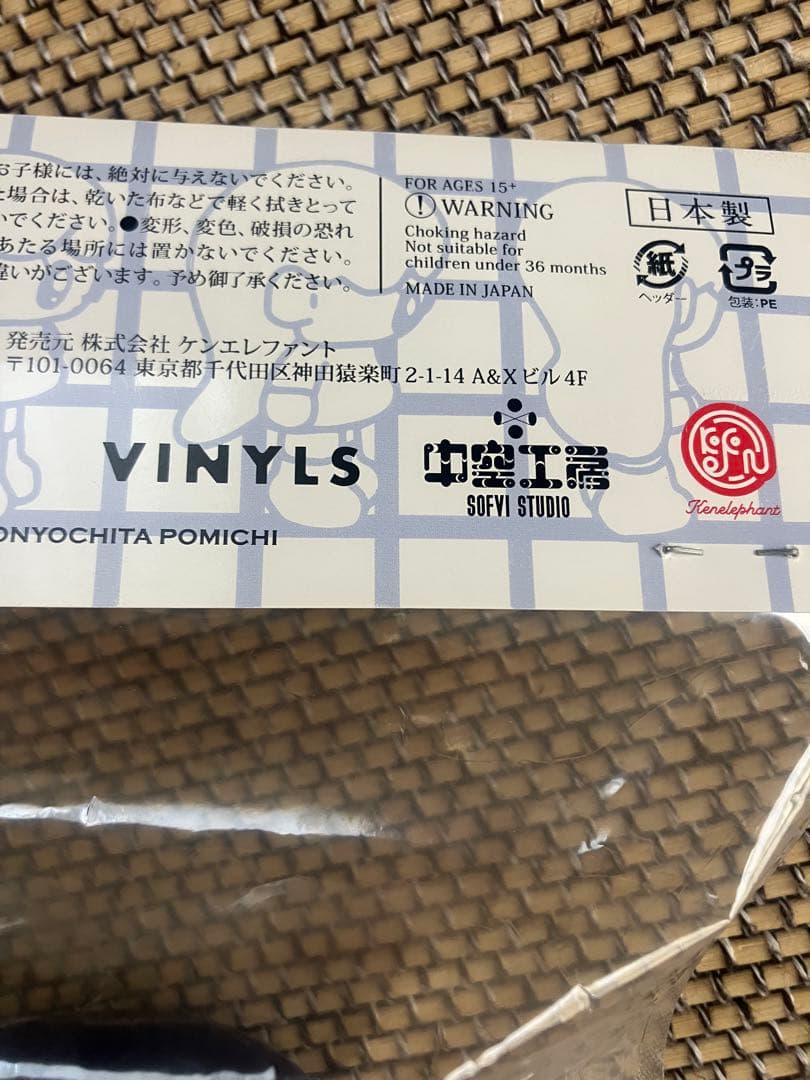 お子様には、絶対に与えないでください。
た場合は、乾いた布などで軽く拭きとって
いでください。●変形、変色、破損の恐れ
あたる場所には置かないでください。
違いがございます。予め御了承ください。
FOR AGES 15+
WARNING
Choking hazard
Not suitable for
children under 36 months
MADE IN JAPAN
日本製
紙
ヘッダー
プラ
包装:PE
発売元 株式会社 ケンエレファント
〒101-0064 東京都千代田区神田猿楽町2-1-14 A&Xビル4F
VINYLS
中空工房
SOFVI STUDIO
Kenelephant
ONYOCHITA POMICHI